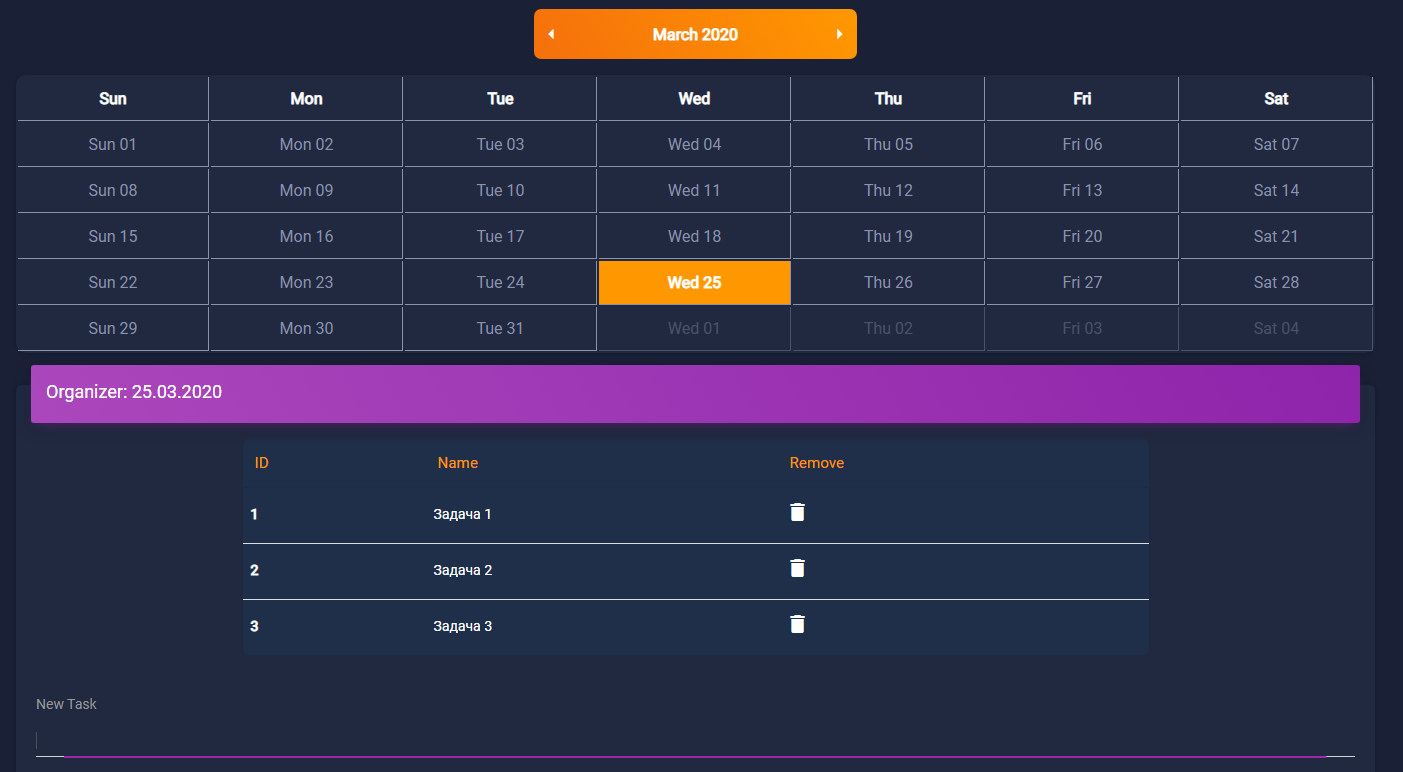 March 2020
Sun Mon Tue Wed Thu Fri Sat
Sun 01 Mon 02 Tue 03 Wed 04 Thu 05 Fri 06 Sat 07
Sun 08 Mon 09 Tue 10 Wed 11 Thu 12 Fri 13 Sat 14
Sun 15 Mon 16 Tue 17 Wed 18 Thu 19 Fri 20 Sat 21
Sun 22 Mon 23 Tue 24 Wed 25 Thu 26 Fri 27 Sat 28
Sun 29 Mon 30 Tue 31 Wed 01 Thu 02 Fri 03 Sat 04
Organizer: 25.03.2020
ID Name Remove
1 Задача 1
2 Задача 2
3 Задача 3
New Task